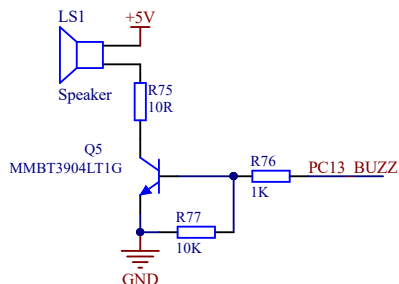 LS1
+5V
Speaker
R75
10R
Q5
MMBT3904LT1G
R76
1K
PC13_BUZZ
R77
10K
GND